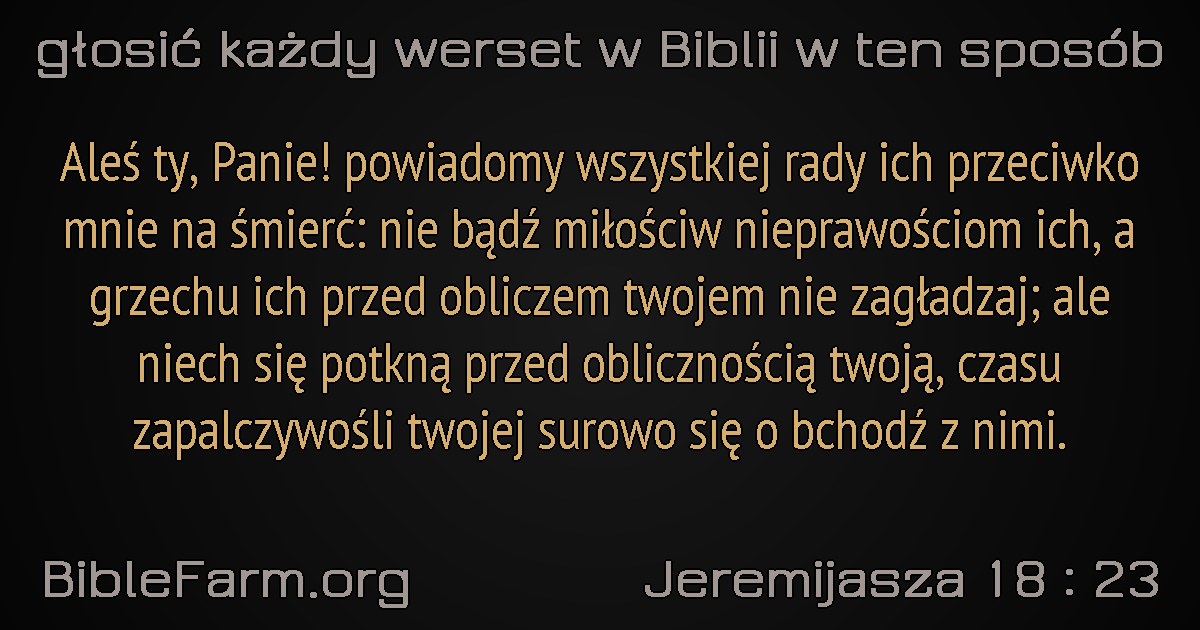 głosić każdy werset w Biblii w ten sposób
Aleś ty, Panie! powiadomy wszystkiej rady ich przeciwko
mnie na śmierć: nie bądź miłościw nieprawościom ich, a
grzechu ich przed obliczem twojem nie zagładzaj; ale
niech się potkną przed oblicznością twoją, czasu
zapalczywośli twojej surowo się o bchodź z nimi.
BibleFarm.org
Jeremijasza 18 : 23